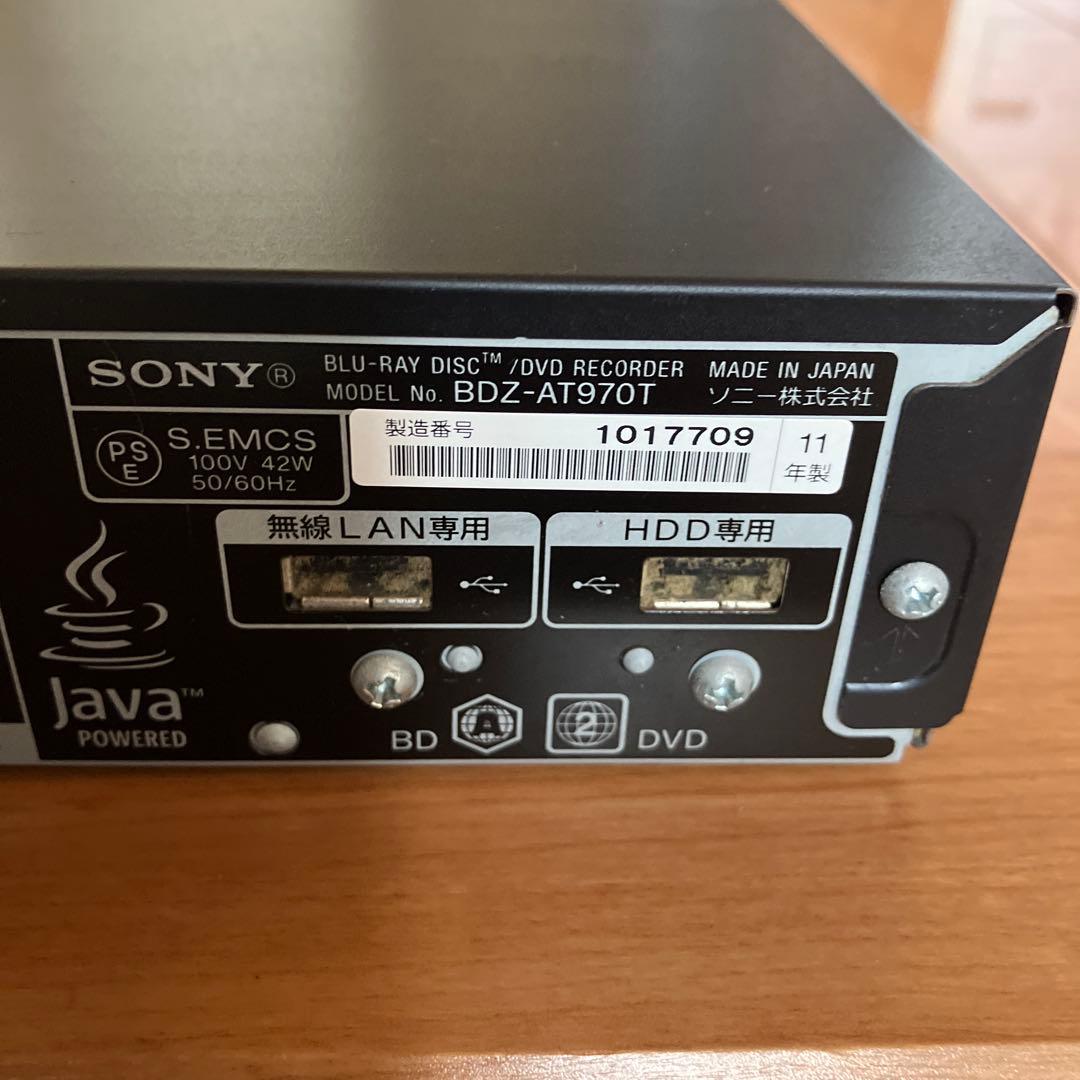 SONY® BLU-RAY DISC™ /DVD RECORDER MADE IN JAPAN
MODEL No. BDZ-AT970T ソニー株式会社
PS E
S.EMCS
100V 42W
50/60Hz
製造番号 1017709
11
年製
無線LAN専用
HDD専用
Java™
POWERED
BD A
2 DVD